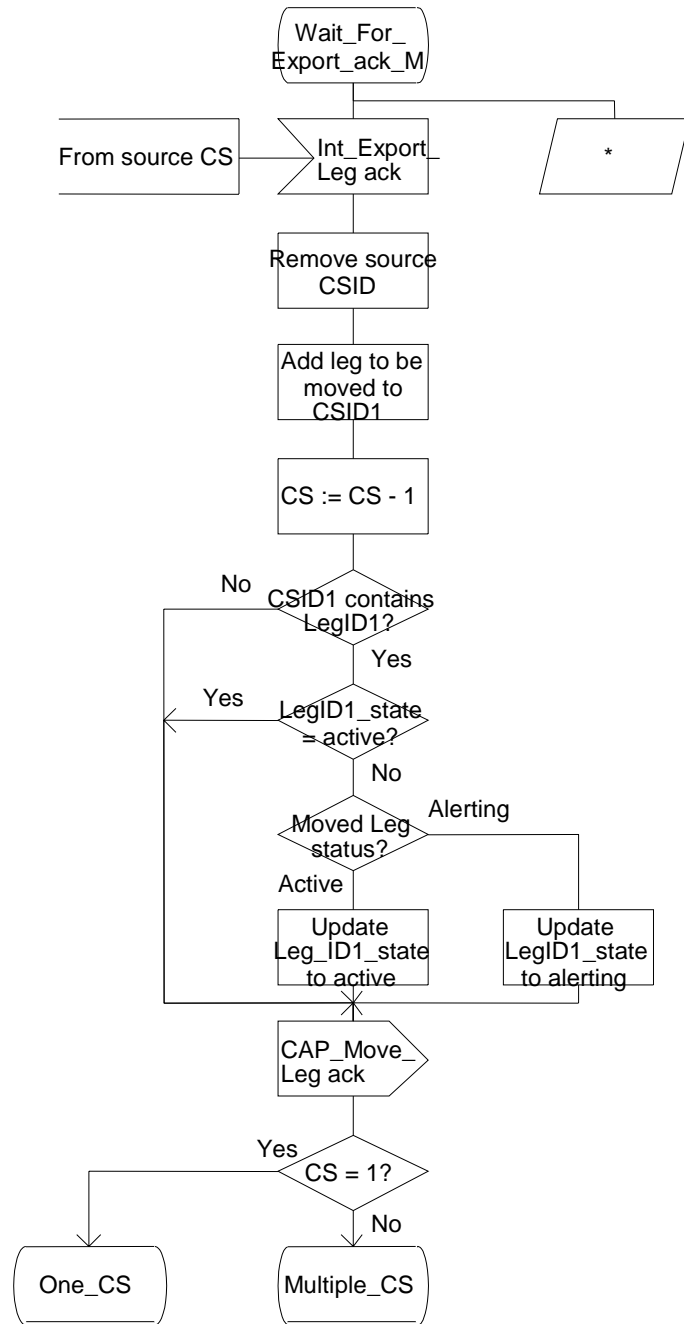 Wait_For_
Export_ack_M
From source CS
Int_Export_
Leg ack
*
Remove source
CSID
Add leg to be
moved to
CSID1
CS := CS - 1
No
CSID1 contains
LegID1?
Yes
Yes
LegID1_state
= active?
No
Alerting
Moved Leg
status?
Active
Update
Leg_ID1_state
to active
Update
LegID1_state
to alerting
CAP_Move_
Leg ack
Yes
CS = 1?
No
One_CS
Multiple_CS